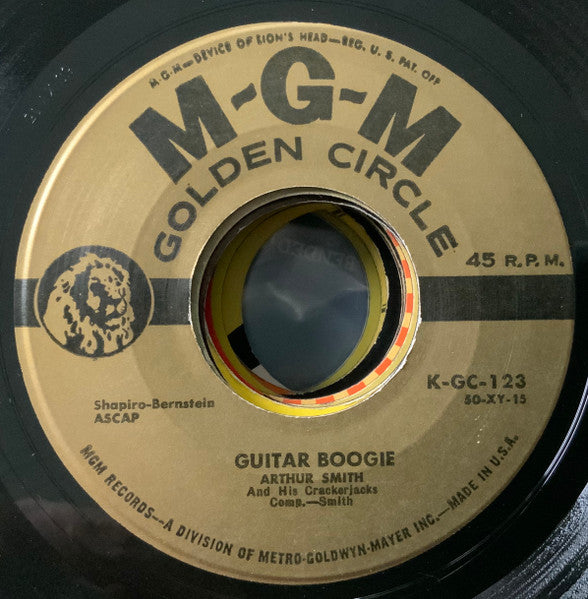 M-G-M—DEVICE OF LION'S HEAD—REG. U. S. PAT. OFF
M-G-M
GOLDEN CIRCLE
45 R.P.M.
K-GC-123
50-XY-15
Shapiro-Bernstein
ASCAP
GUITAR BOOGIE
ARTHUR SMITH
And His Crackerjacks
Comp.—Smith
MGM RECORDS—A DIVISION OF METRO-GOLDWYN-MAYER INC.—MADE IN U.S.A.